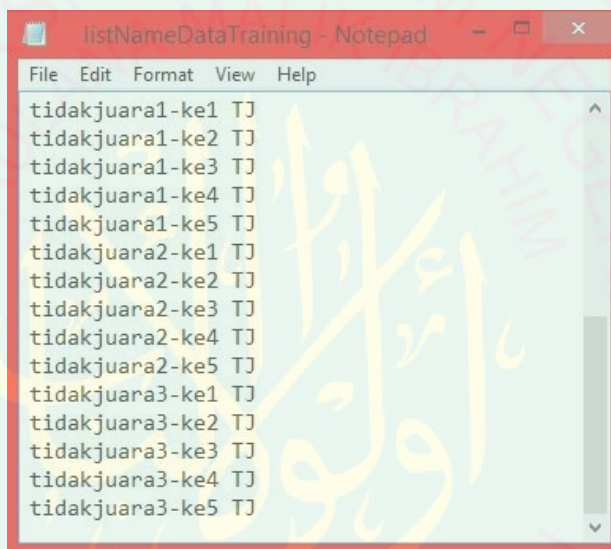 listNameDataTraining - Notepad
File Edit Format View Help
tidakjuara1-ke1 TJ
tidakjuara1-ke2 TJ
tidakjuara1-ke3 TJ
tidakjuara1-ke4 TJ
tidakjuara1-ke5 TJ
tidakjuara2-ke1 TJ
tidakjuara2-ke2 TJ
tidakjuara2-ke3 TJ
tidakjuara2-ke4 TJ
tidakjuara2-ke5 TJ
tidakjuara3-ke1 TJ
tidakjuara3-ke2 TJ
tidakjuara3-ke3 TJ
tidakjuara3-ke4 TJ
tidakjuara3-ke5 TJ